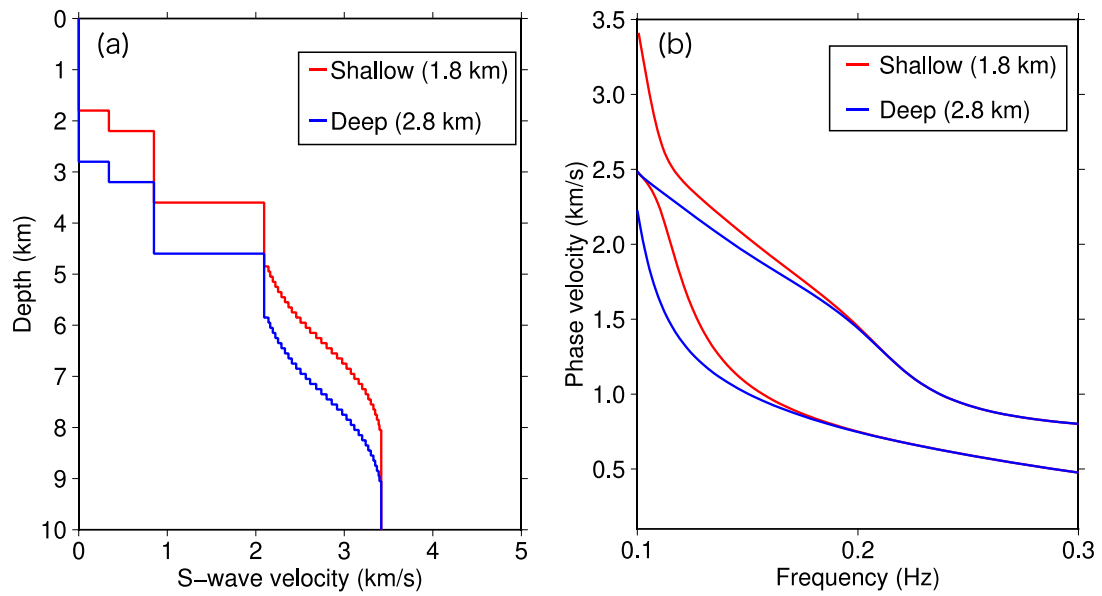 (a)
Shallow (1.8 km)
Deep (2.8 km)
0
1
2
3
4
5
6
7
8
9
10
Depth (km)
0
1
2
3
4
5
S−wave velocity (km/s)
(b)
Shallow (1.8 km)
Deep (2.8 km)
3.5
3.0
2.5
2.0
1.5
1.0
0.5
Phase velocity (km/s)
0.1
0.2
0.3
Frequency (Hz)